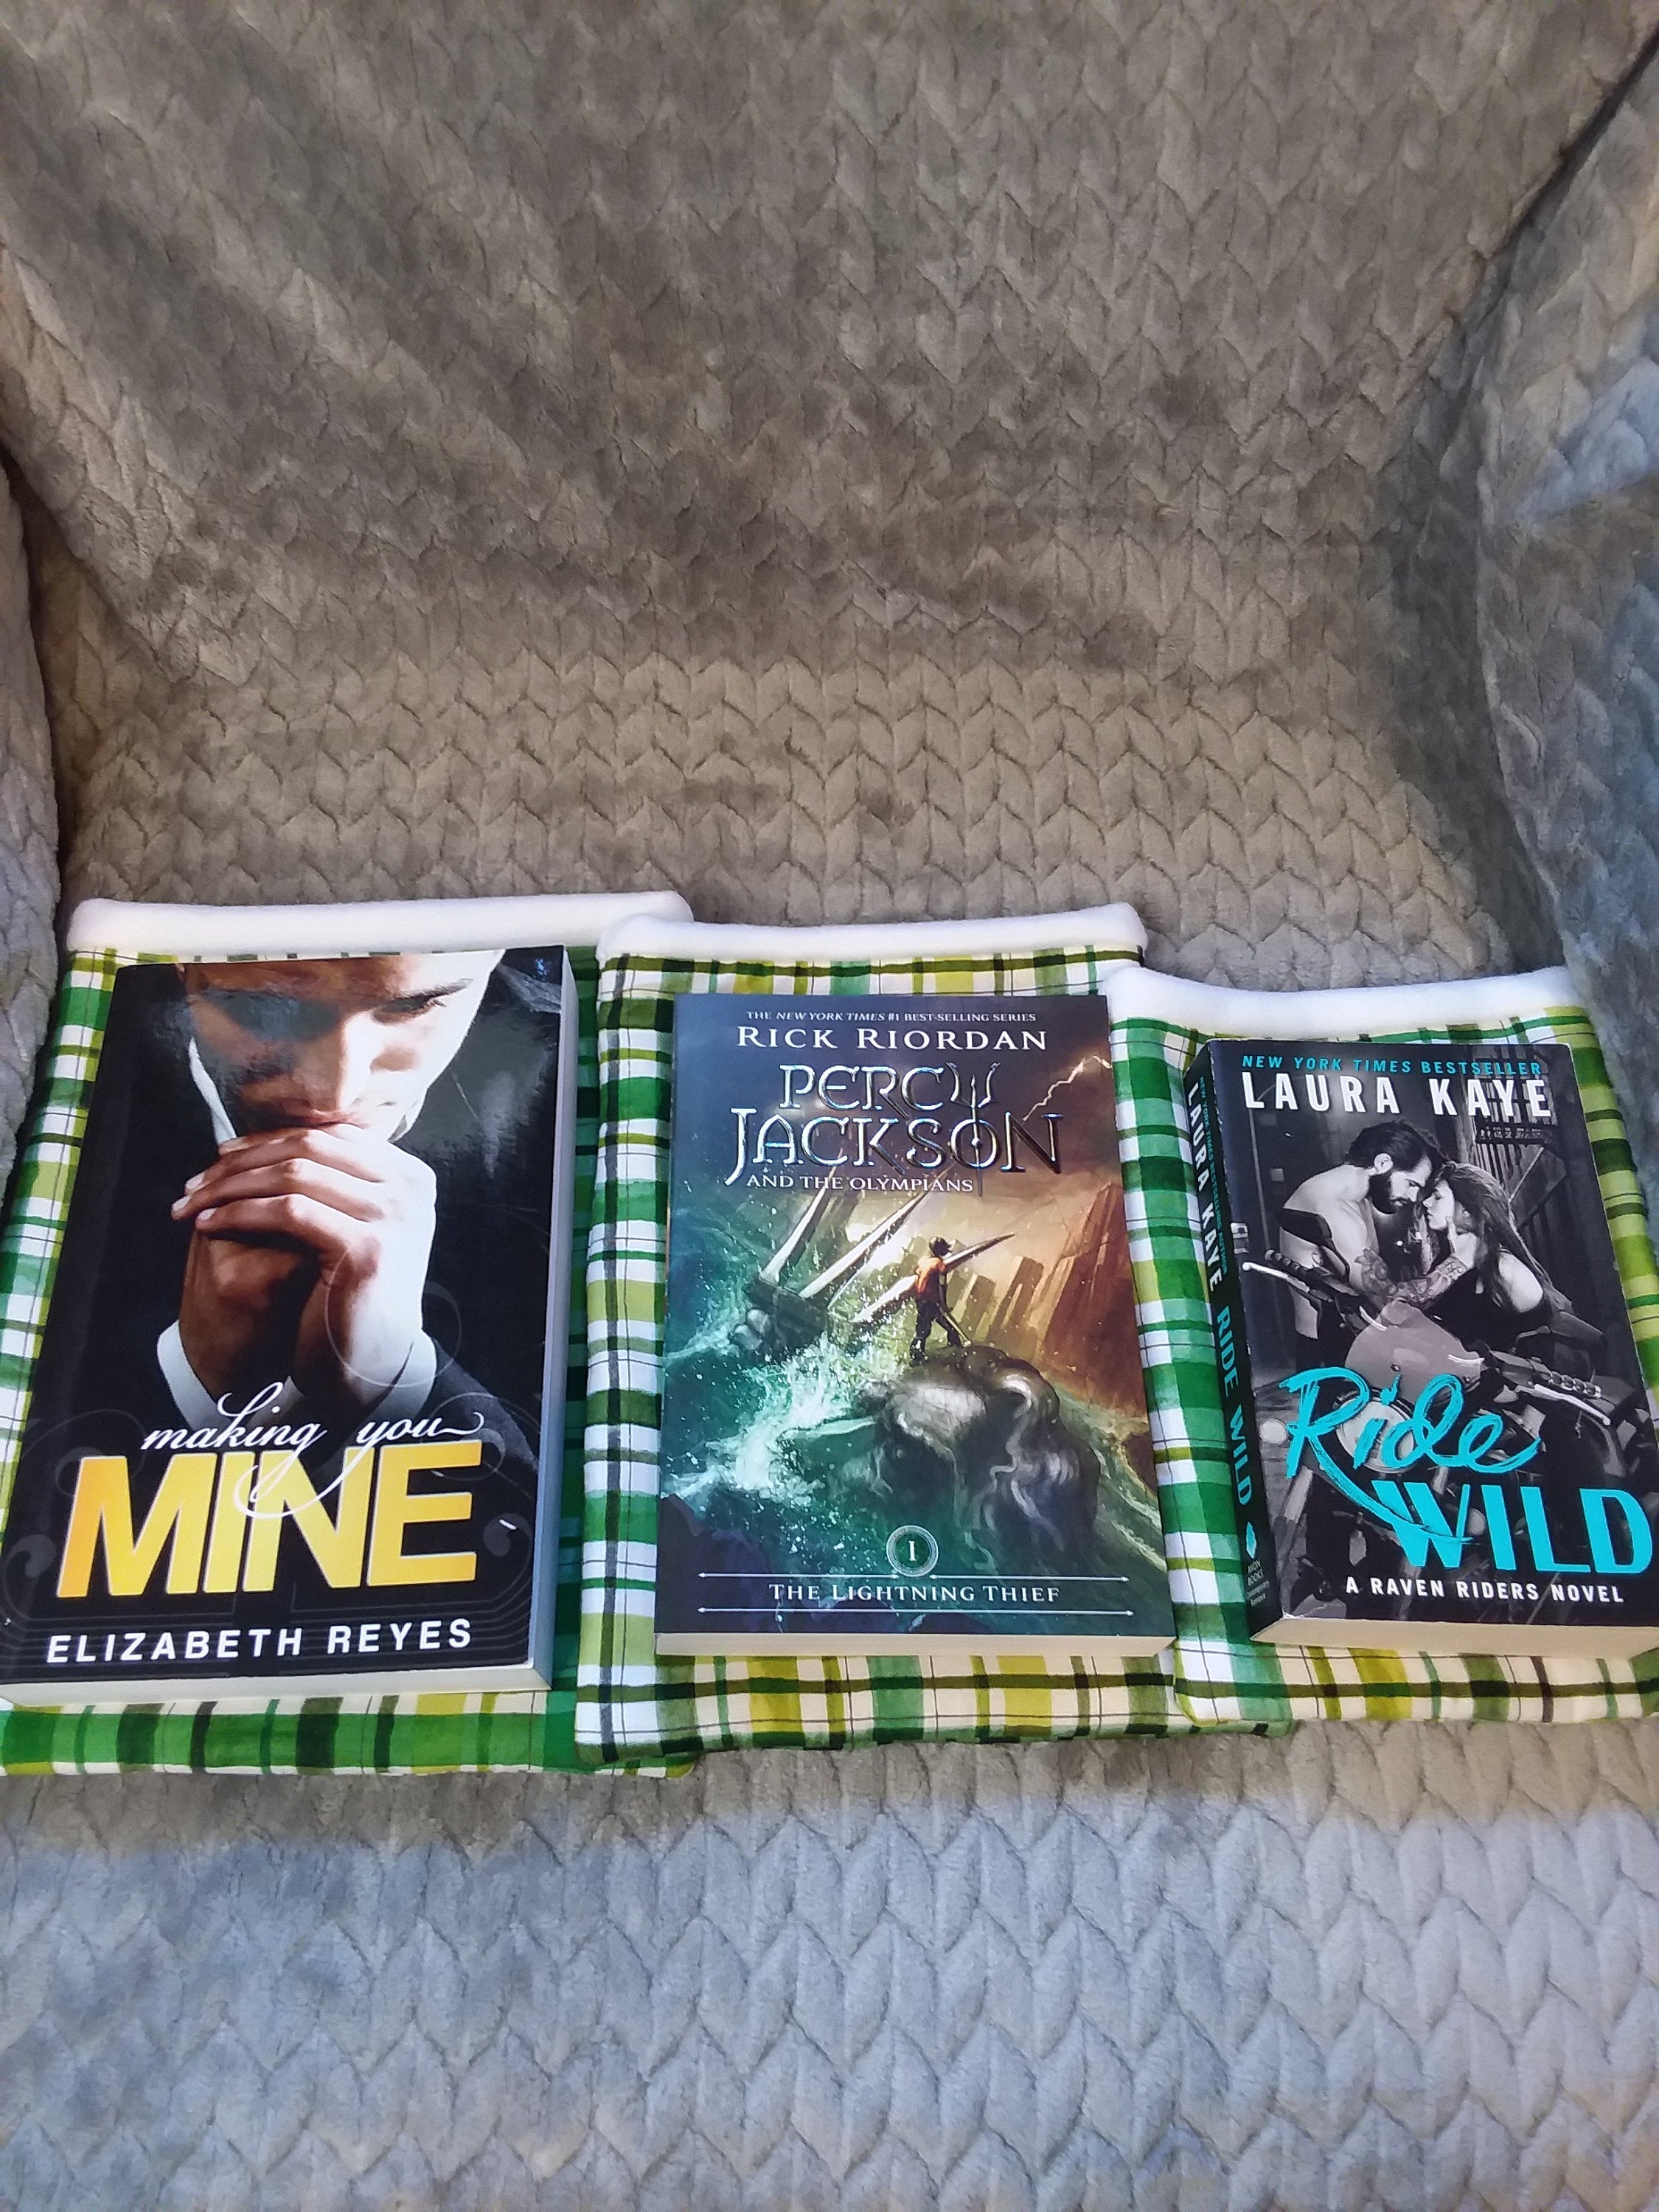 making you
MINE
ELIZABETH REYES
THE NEW YORK TIMES #1 BEST-SELLING SERIES
RICK RIORDAN
PERCY
JACKSON
AND THE OLYMPIANS
I
THE LIGHTNING THIEF
LAURA KAYE RIDE WILD
NEW YORK TIMES BESTSELLER
LAURA KAYE
Ride
WILD
A RAVEN RIDERS NOVEL